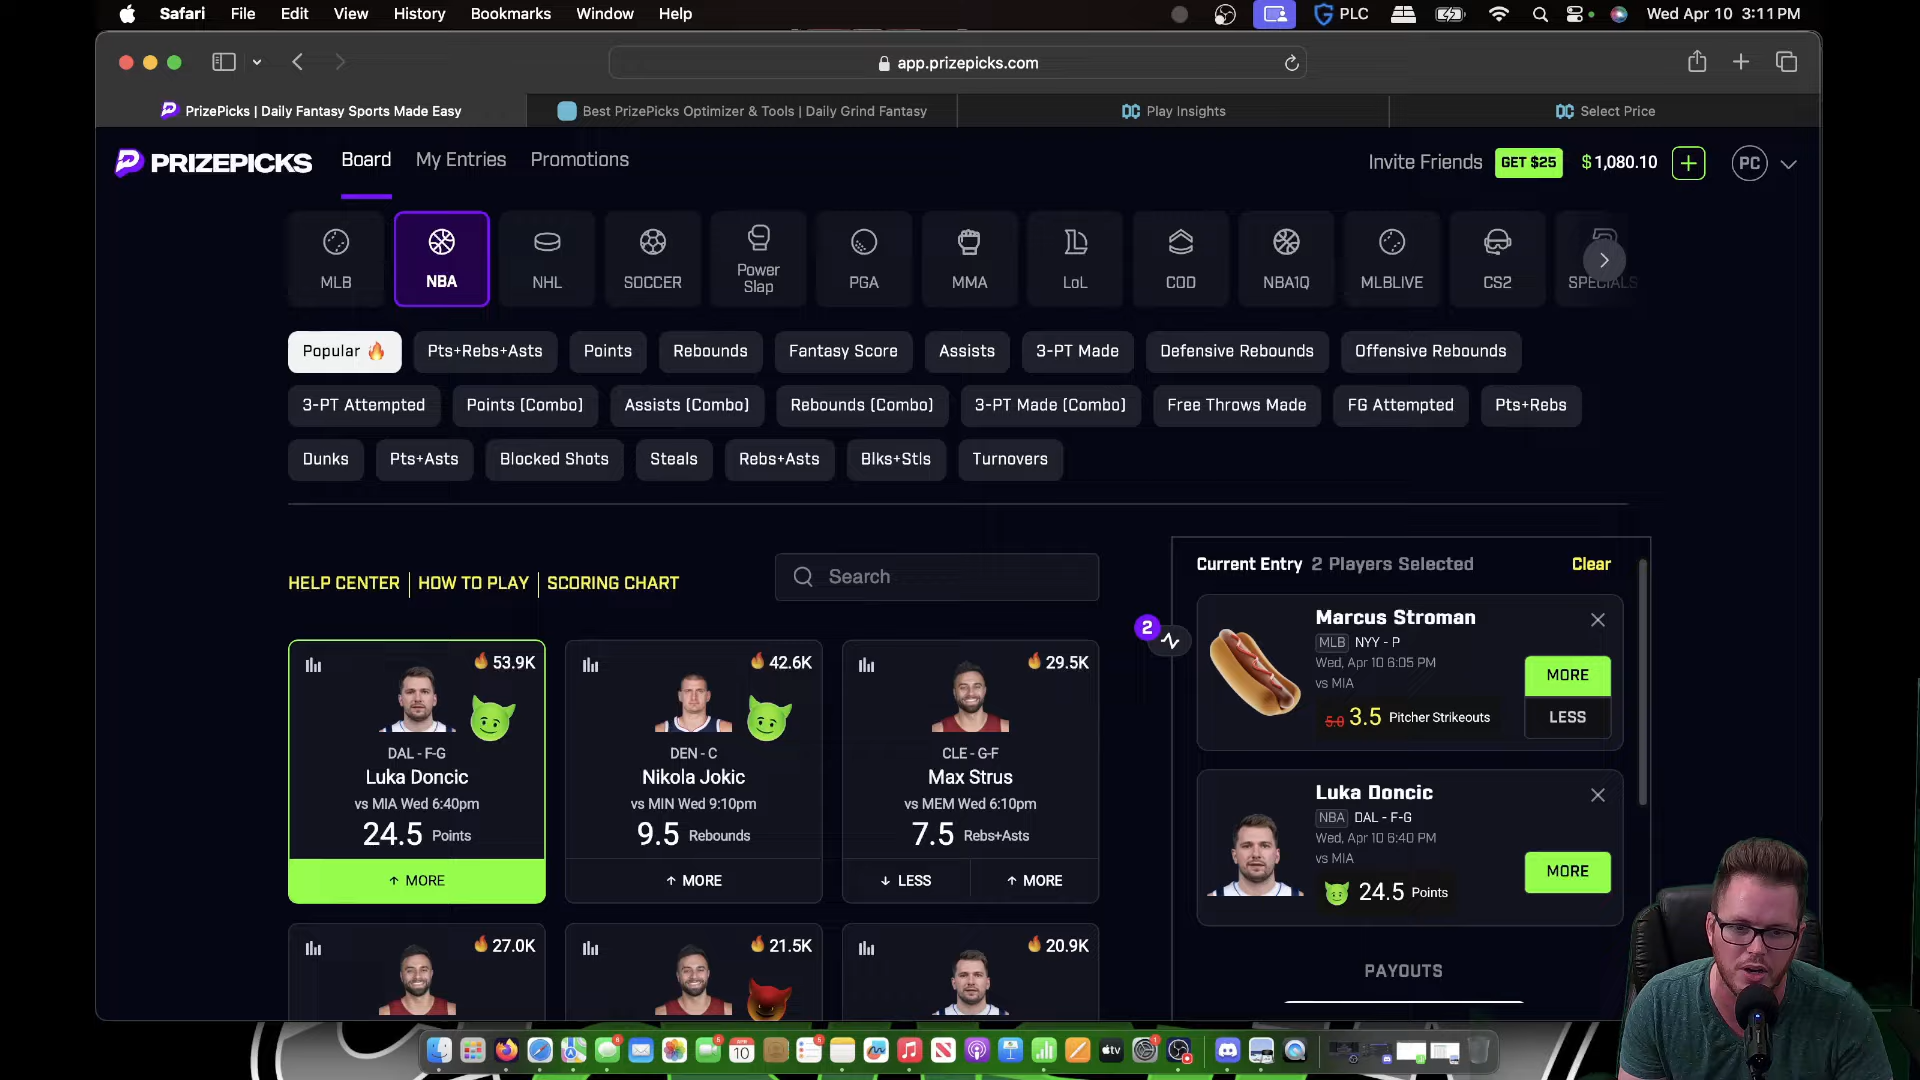 Safari File Edit View History Bookmarks Window Help PLC Wed Apr 10 3:11 PM
app.prizepicks.com
PrizePicks | Daily Fantasy Sports Made Easy
Best PrizePicks Optimizer & Tools | Daily Grind Fantasy
Play Insights
Select Price
PRIZEPICKS Board My Entries Promotions Invite Friends GET $25 $1,080.10 PC
MLB NBA NHL SOCCER Power Slap PGA MMA LoL COD NBA1Q MLBLIVE CS2 SPECIALS
Popular Pts+Rebs+Asts Points Rebounds Fantasy Score Assists 3-PT Made Defensive Rebounds Offensive Rebounds
3-PT Attempted Points (Combo) Assists (Combo) Rebounds (Combo) 3-PT Made (Combo) Free Throws Made FG Attempted Pts+Rebs
Dunks Pts+Asts Blocked Shots Steals Rebs+Asts Blks+Stls Turnovers
HELP CENTER HOW TO PLAY SCORING CHART
Search
53.9K
DAL - F-G
Luka Doncic
vs MIA Wed 6:40pm
24.5 Points
↑ MORE
42.6K
DEN - C
Nikola Jokic
vs MIN Wed 9:10pm
9.5 Rebounds
↑ MORE
29.5K
CLE - G-F
Max Strus
vs MEM Wed 6:10pm
7.5 Rebs+Asts
↓ LESS ↑ MORE
27.0K
21.5K
20.9K
Current Entry 2 Players Selected Clear
2
Marcus Stroman
MLB NYY - P
Wed, Apr 10 6:05 PM
vs MIA
5.0 3.5 Pitcher Strikeouts
MORE
LESS
Luka Doncic
NBA DAL - F-G
Wed, Apr 10 6:40 PM
vs MIA
24.5 Points
MORE
PAYOUTS